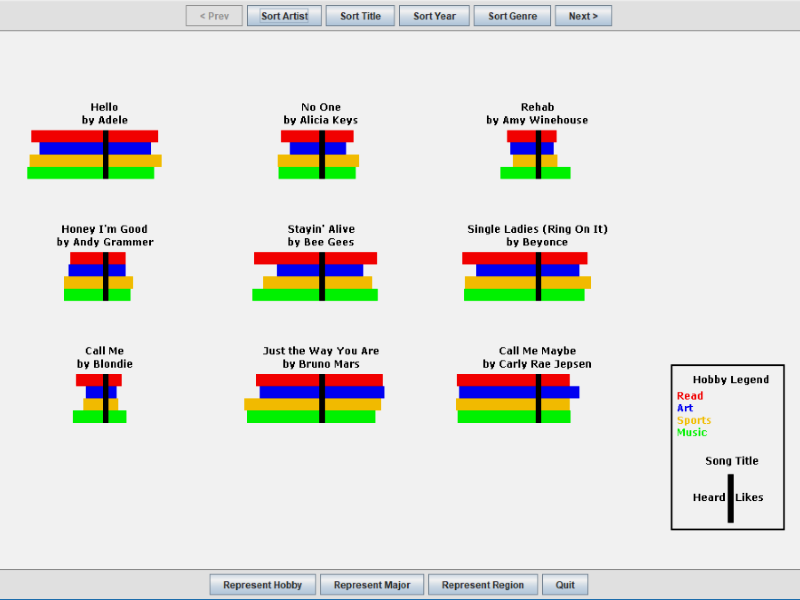 < Prev
Sort Artist
Sort Title
Sort Year
Sort Genre
Next >
Hello
by Adele
No One
by Alicia Keys
Rehab
by Amy Winehouse
Honey I'm Good
by Andy Grammer
Stayin' Alive
by Bee Gees
Single Ladies (Ring On It)
by Beyonce
Call Me
by Blondie
Just the Way You Are
by Bruno Mars
Call Me Maybe
by Carly Rae Jepsen
Hobby Legend
Read
Art
Sports
Music
Song Title
Heard
Likes
Represent Hobby
Represent Major
Represent Region
Quit